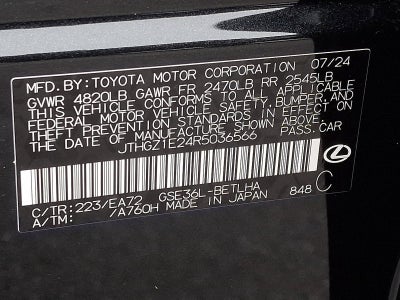 MFD.BY:TOYOTA MOTOR CORPORATION 07/24
GVWR 4820LB GAWR FR 2470LB RR 2545LB
THIS VEHICLE CONFORMS TO ALL APPLICABLE
FEDERAL MOTOR VEHICLE SAFETY, BUMPER, AND
THEFT PREVENTION STANDARDS IN EFFECT ON
THE DATE OF MANUFACTURE SHOWN ABOVE.
JTHGZ1E24R5036566 PASS.CAR
GSE36L-BETLHA 848 C
C/TR:223/EA72
A/TM: /A760H MADE IN JAPAN